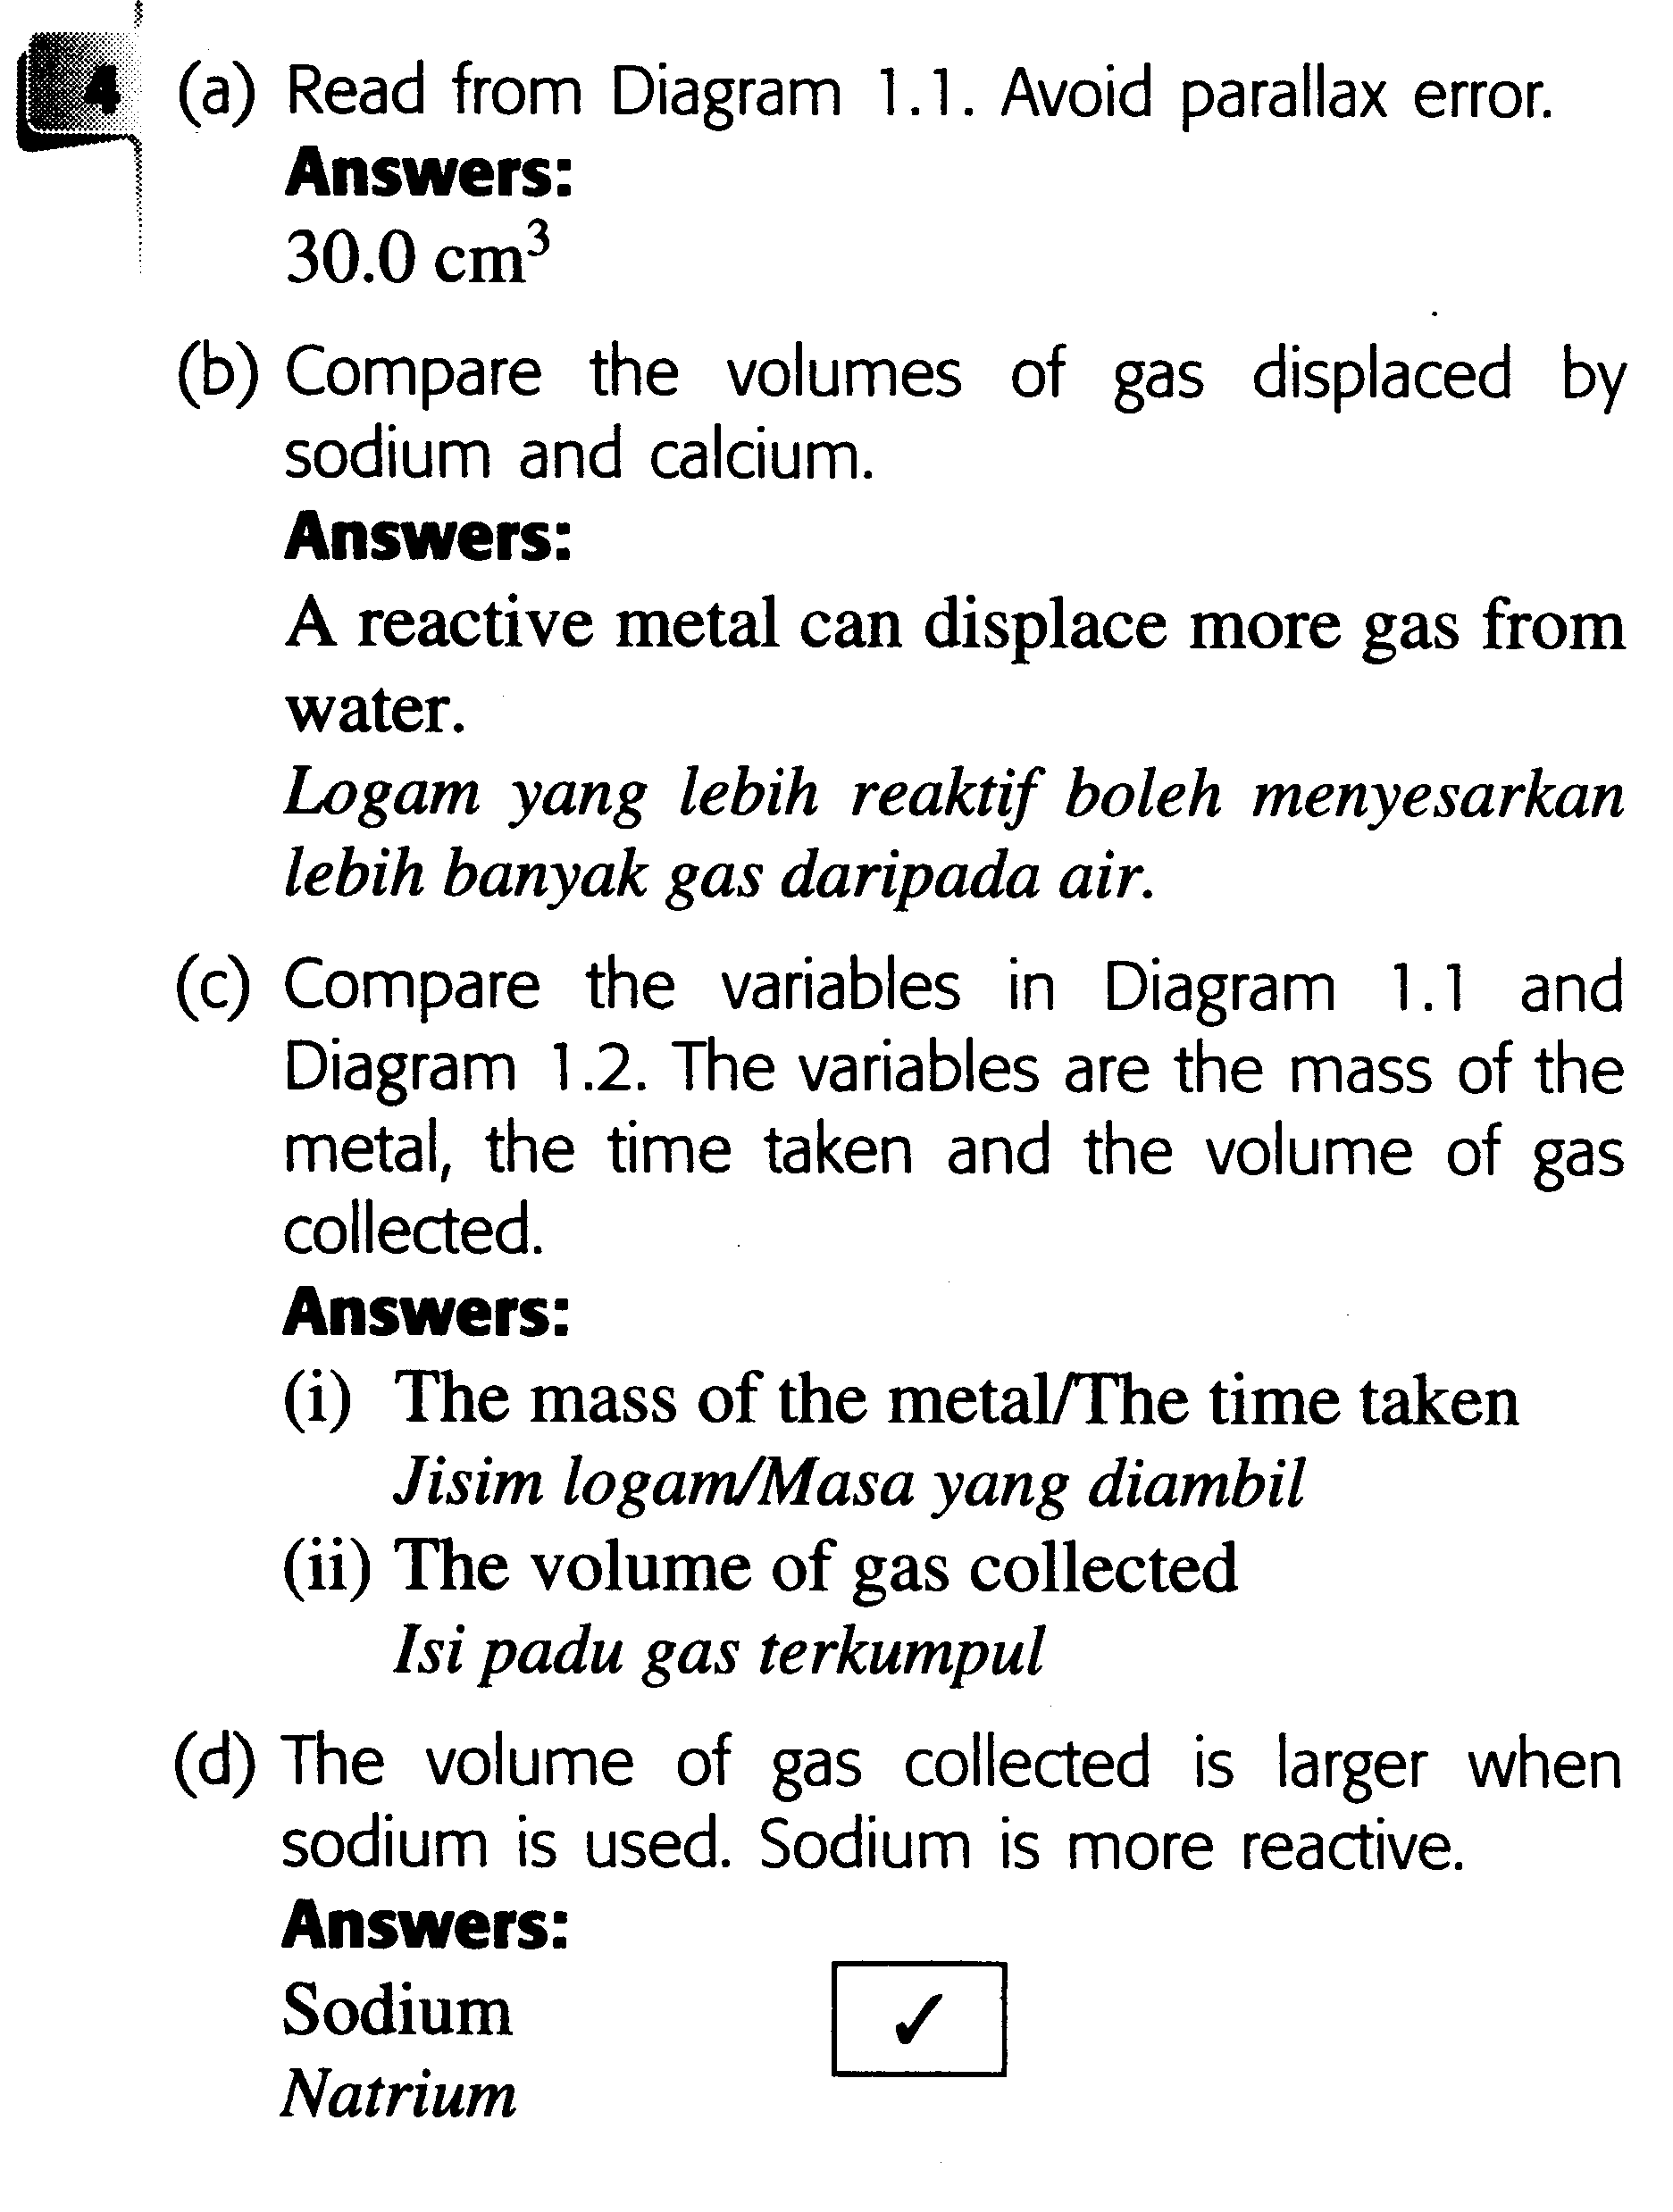 4 (a) Read from Diagram 1.1. Avoid parallax error.
Answers:
30.0 cm³
(b) Compare the volumes of gas displaced by
sodium and calcium.
Answers:
A reactive metal can displace more gas from
water.
Logam yang lebih reaktif boleh menyesarkan
lebih banyak gas daripada air.
(c) Compare the variables in Diagram 1.1 and
Diagram 1.2. The variables are the mass of the
metal, the time taken and the volume of gas
collected.
Answers:
(i) The mass of the metal/The time taken
Jisim logam/Masa yang diambil
(ii) The volume of gas collected
Isi padu gas terkumpul
(d) The volume of gas collected is larger when
sodium is used. Sodium is more reactive.
Answers:
Sodium ✓
Natrium